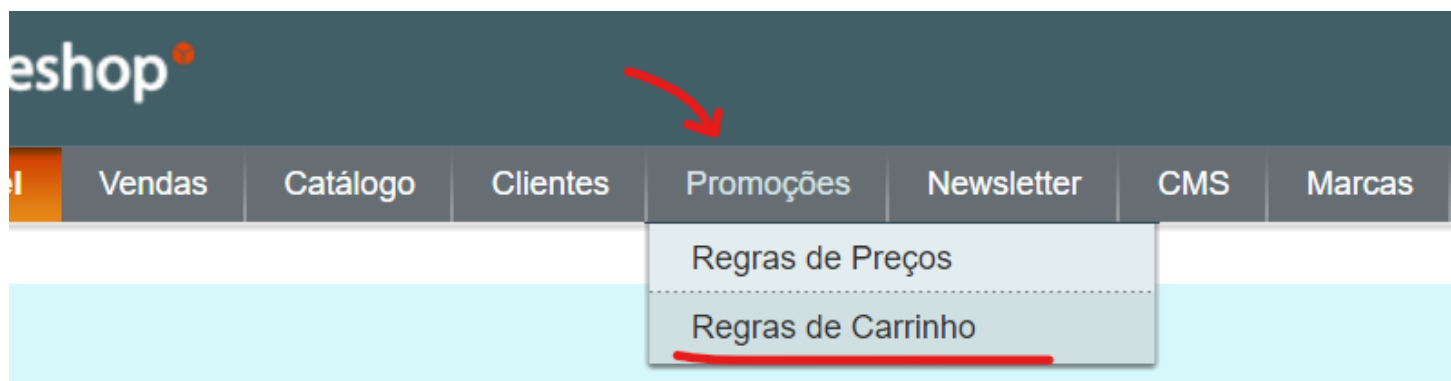 eshop
el Vendas Catálogo Clientes Promoções Newsletter CMS Marcas
Regras de Preços
Regras de Carrinho